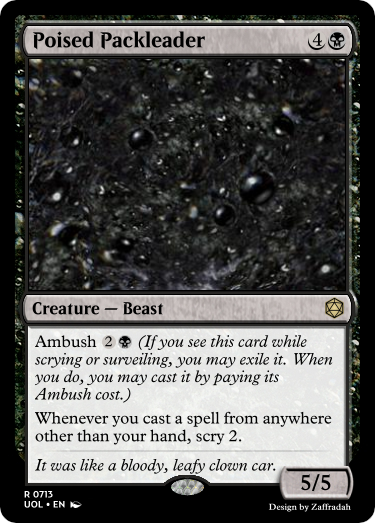 Poised Packleader 4
Creature — Beast
Ambush 2 (If you see this card while
scrying or surveiling, you may exile it. When
you do, you may cast it by paying its
Ambush cost.)
Whenever you cast a spell from anywhere
other than your hand, scry 2.
It was like a bloody, leafy clown car.
5/5
R 0713
UOL • EN
Design by Zaffradah